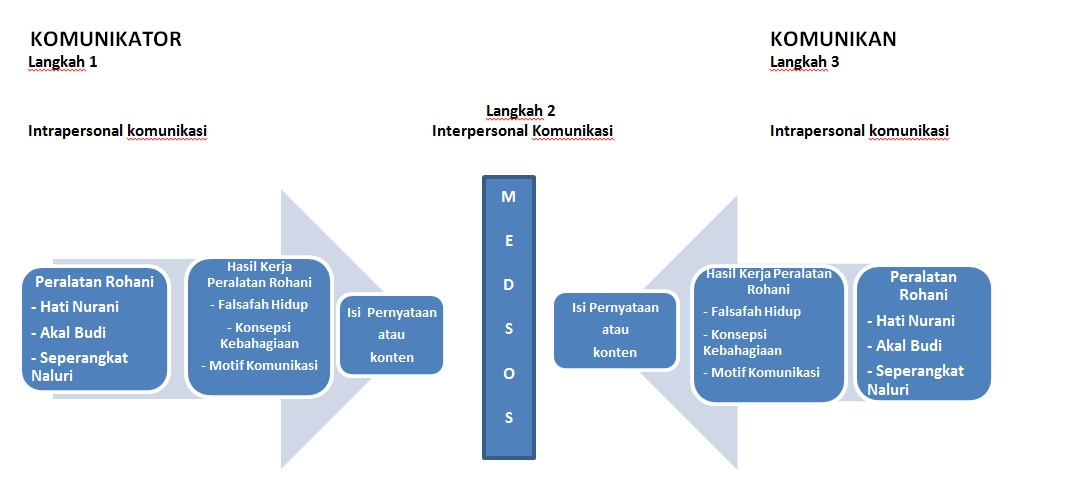 KOMUNIKATOR
Langkah 1
Intrapersonal komunikasi
Langkah 2
Interpersonal Komunikasi
KOMUNIKAN
Langkah 3
Intrapersonal komunikasi
Peralatan Rohani
- Hati Nurani
- Akal Budi
- Seperangkat
Naluri
Hasil Kerja
Peralatan Rohani
- Falsafah Hidup
- Konsepsi
Kebahagiaan
- Motif Komunikasi
Isi Pernyataan
atau
konten
M
E
D
S
O
S
Isi Pernyataan
atau
konten
Hasil Kerja Peralatan
Rohani
- Falsafah Hidup
- Konsepsi
Kebahagiaan
- Motif Komunikasi
Peralatan
Rohani
- Hati Nurani
- Akal Budi
- Seperangkat
Naluri